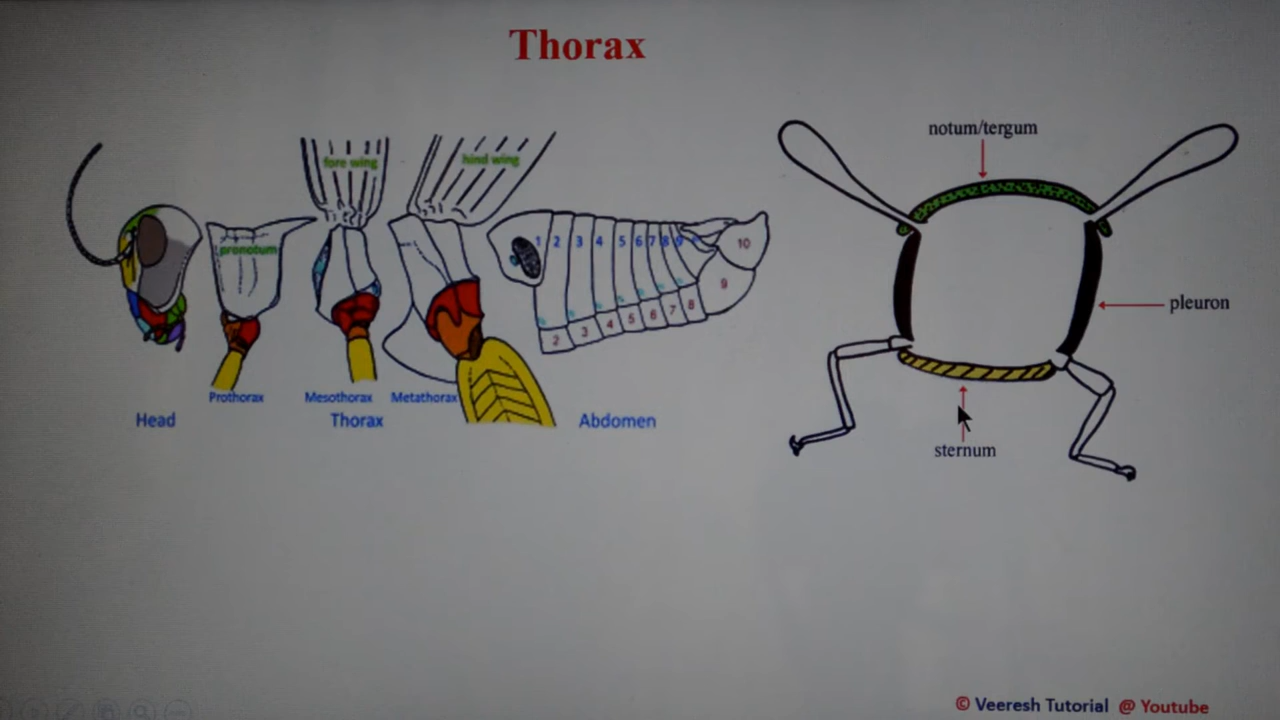 Thorax
fore wing
hind wing
pronotum
1 2 3 4 5 6 7 8 9 10
2 3 4 5 6 7 8 9
Prothorax
Mesothorax
Metathorax
Head
Thorax
Abdomen
notum/tergum
pleuron
sternum
© Veeresh Tutorial @ Youtube